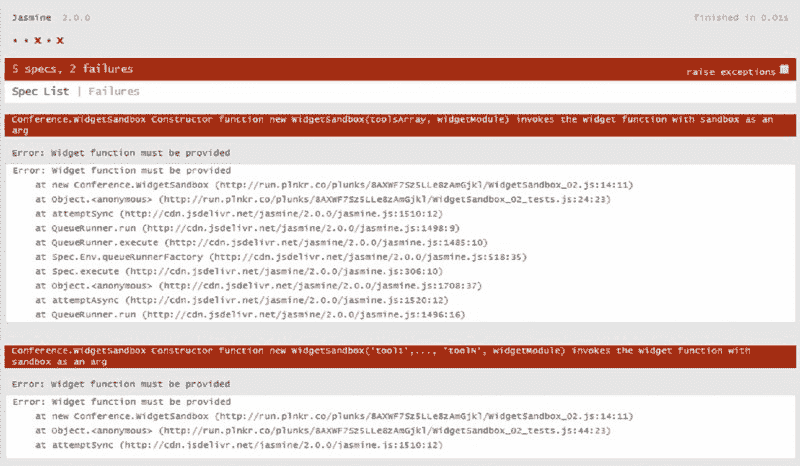 Jasmine 2.0.0
finished in 0.01s
• • x • x
5 specs, 2 failures
raise exceptions
Spec List | Failures
Conference.WidgetSandbox Constructor function new WidgetSandbox(toolsArray, widgetModule) invokes the widget function with sandbox as an
arg
Error: Widget function must be provided
Error: Widget function must be provided
at new Conference.WidgetSandbox (http://run.plnkr.co/plunks/8AXWF7Sz5LLe8zAmGjkl/WidgetSandbox_02.js:14:11)
at Object.<anonymous> (http://run.plnkr.co/plunks/8AXWF7Sz5LLe8zAmGjkl/WidgetSandbox_02_tests.js:24:23)
at attemptSync (http://cdn.jsdelivr.net/jasmine/2.0.0/jasmine.js:1510:12)
at QueueRunner.run (http://cdn.jsdelivr.net/jasmine/2.0.0/jasmine.js:1498:9)
at QueueRunner.execute (http://cdn.jsdelivr.net/jasmine/2.0.0/jasmine.js:1485:10)
at Spec.Env.queueRunnerFactory (http://cdn.jsdelivr.net/jasmine/2.0.0/jasmine.js:518:35)
at Spec.execute (http://cdn.jsdelivr.net/jasmine/2.0.0/jasmine.js:306:10)
at Object.<anonymous> (http://cdn.jsdelivr.net/jasmine/2.0.0/jasmine.js:1708:37)
at attemptAsync (http://cdn.jsdelivr.net/jasmine/2.0.0/jasmine.js:1520:12)
at QueueRunner.run (http://cdn.jsdelivr.net/jasmine/2.0.0/jasmine.js:1496:16)
Conference.WidgetSandbox Constructor function new WidgetSandbox('tool1',..., 'toolN', widgetModule) invokes the widget function with
sandbox as an arg
Error: Widget function must be provided
Error: Widget function must be provided
at new Conference.WidgetSandbox (http://run.plnkr.co/plunks/8AXWF7Sz5LLe8zAmGjkl/WidgetSandbox_02.js:14:11)
at Object.<anonymous> (http://run.plnkr.co/plunks/8AXWF7Sz5LLe8zAmGjkl/WidgetSandbox_02_tests.js:44:23)
at attemptSync (http://cdn.jsdelivr.net/jasmine/2.0.0/jasmine.js:1510:12)